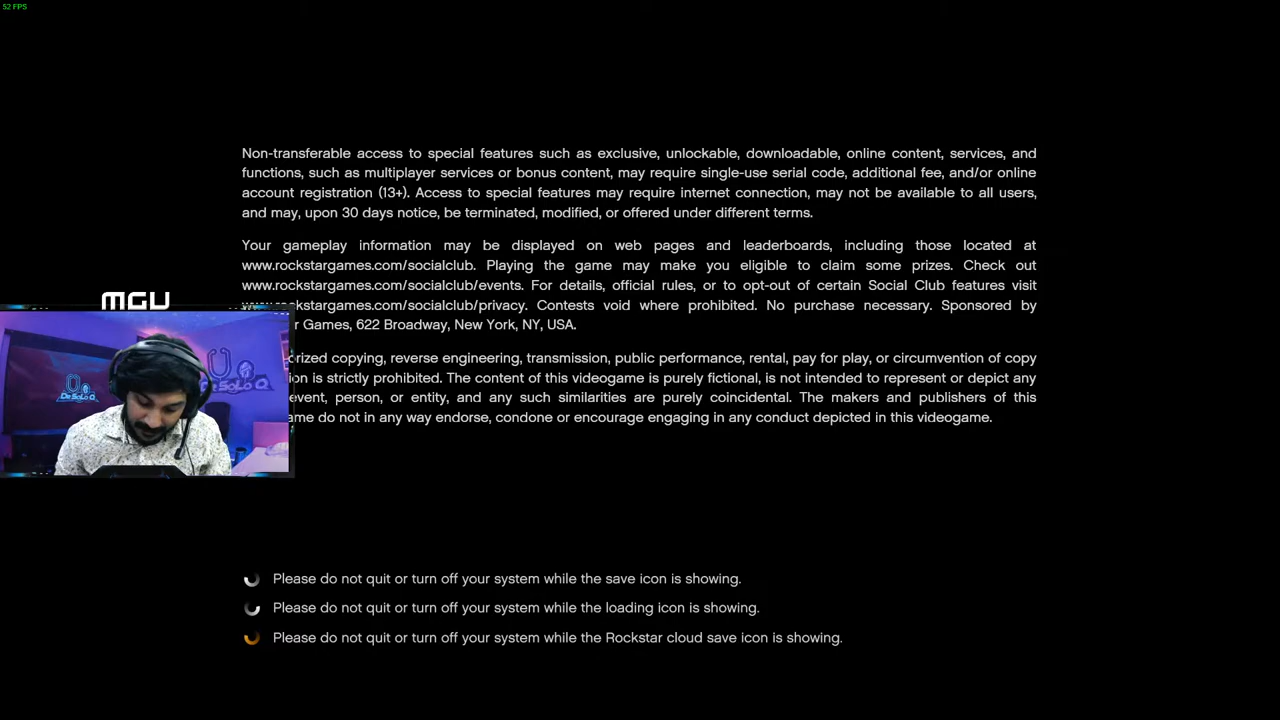 52 FPS
Non-transferable access to special features such as exclusive, unlockable, downloadable, online content, services, and
functions, such as multiplayer services or bonus content, may require single-use serial code, additional fee, and/or online
account registration (13+). Access to special features may require internet connection, may not be available to all users,
and may, upon 30 days notice, be terminated, modified, or offered under different terms.
Your gameplay information may be displayed on web pages and leaderboards, including those located at
www.rockstargames.com/socialclub. Playing the game may make you eligible to claim some prizes. Check out
www.rockstargames.com/socialclub/events. For details, official rules, or to opt-out of certain Social Club features visit
www.rockstargames.com/socialclub/privacy. Contests void where prohibited. No purchase necessary. Sponsored by
r Games, 622 Broadway, New York, NY, USA.
orized copying, reverse engineering, transmission, public performance, rental, pay for play, or circumvention of copy
on is strictly prohibited. The content of this videogame is purely fictional, is not intended to represent or depict any
event, person, or entity, and any such similarities are purely coincidental. The makers and publishers of this
ame do not in any way endorse, condone or encourage engaging in any conduct depicted in this videogame.
MGU
De SoLo Q
De SoLo Q
Please do not quit or turn off your system while the save icon is showing.
Please do not quit or turn off your system while the loading icon is showing.
Please do not quit or turn off your system while the Rockstar cloud save icon is showing.